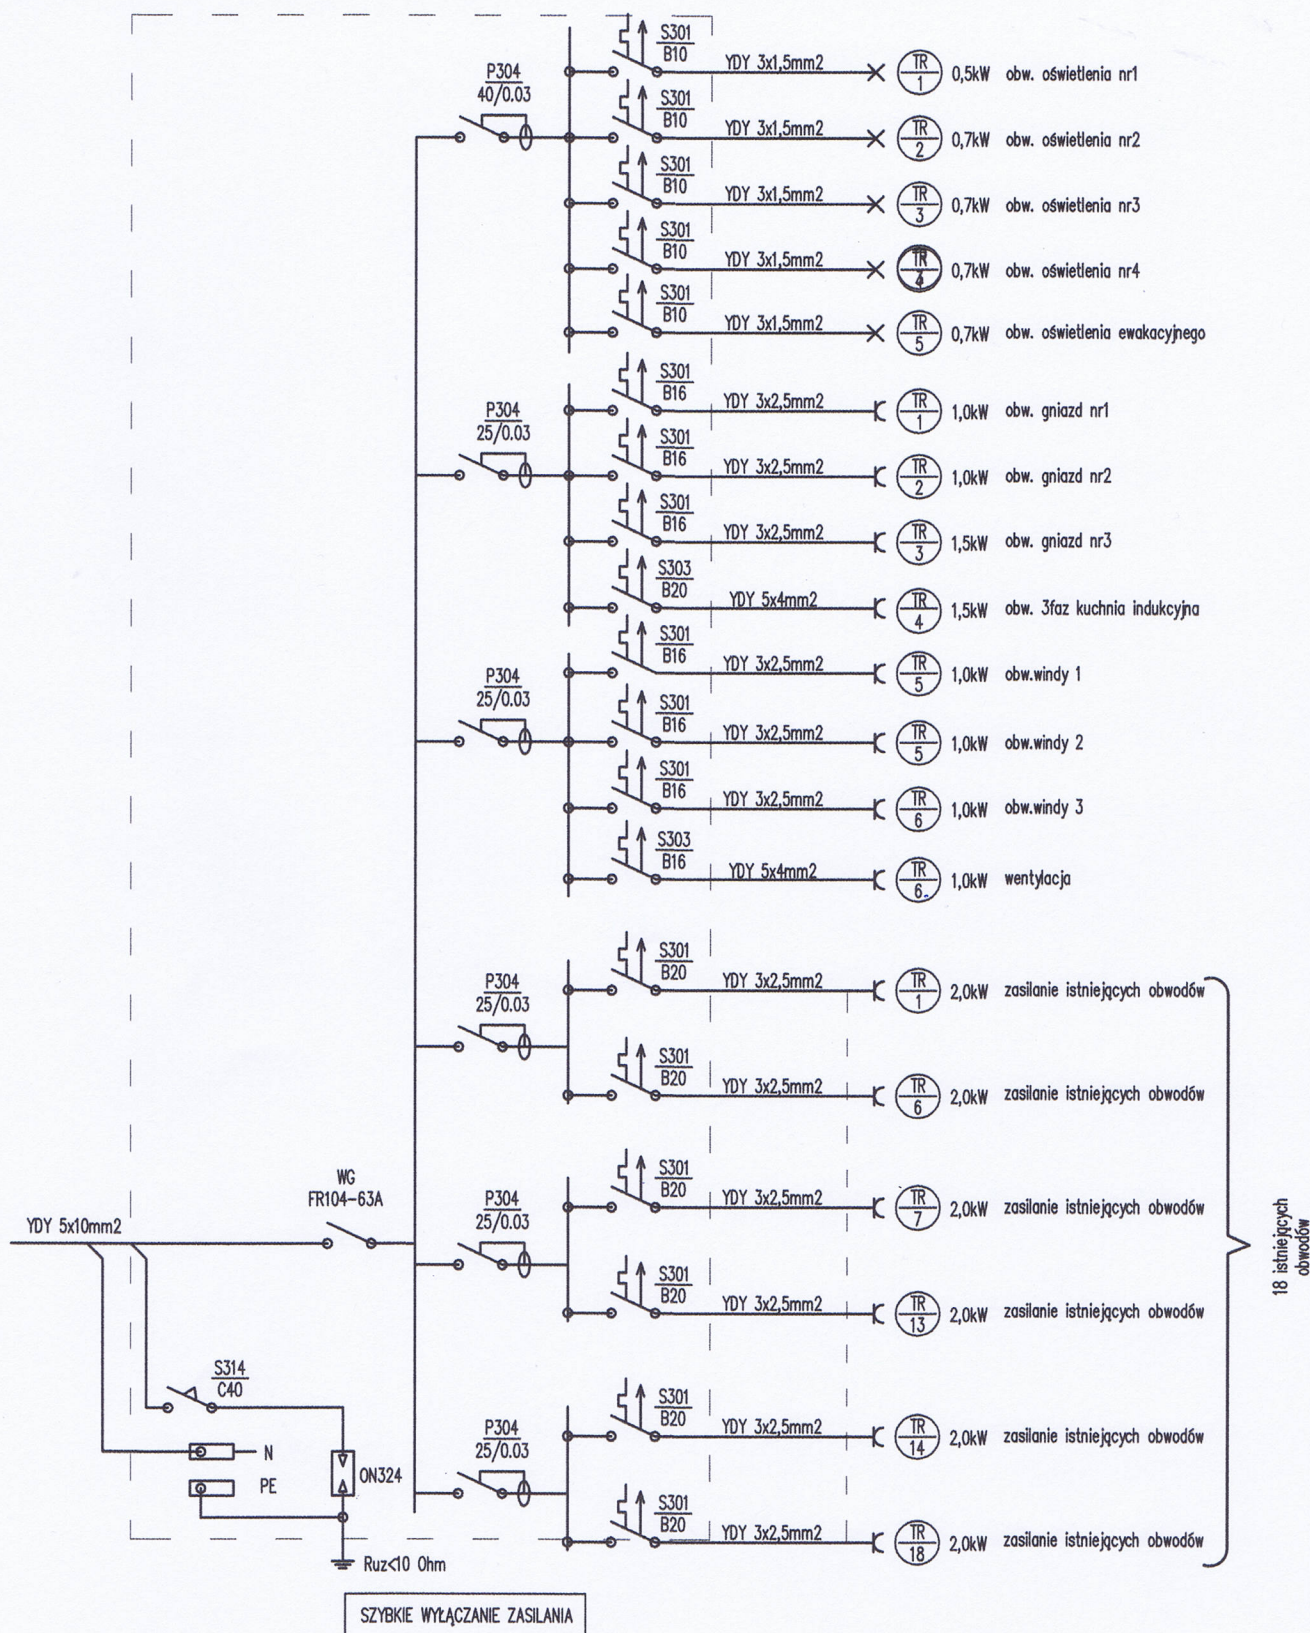 S301
B10
YDY 3x1,5mm2
TR
1
0,5kW obw. oświetlenia nr1
P304
40/0.03
S301
B10
YDY 3x1,5mm2
TR
2
0,7kW obw. oświetlenia nr2
S301
B10
YDY 3x1,5mm2
TR
3
0,7kW obw. oświetlenia nr3
S301
B10
YDY 3x1,5mm2
TR
0,7kW obw. oświetlenia nr4
S301
B10
YDY 3x1,5mm2
TR
5
0,7kW obw. oświetlenia ewakacyjnego
S301
B16
YDY 3x2,5mm2
TR
1
1,0kW obw. gniazd nr1
P304
25/0.03
S301
B16
YDY 3x2,5mm2
TR
2
1,0kW obw. gniazd nr2
S301
B16
YDY 3x2,5mm2
TR
3
1,5kW obw. gniazd nr3
S303
B20
YDY 5x4mm2
TR
4
1,5kW obw. 3faz kuchnia indukcyjna
S301
B16
YDY 3x2,5mm2
TR
5
1,0kW obw.windy 1
P304
25/0.03
S301
B16
YDY 3x2,5mm2
TR
5
1,0kW obw.windy 2
S301
B16
YDY 3x2,5mm2
TR
6
1,0kW obw.windy 3
S303
B16
YDY 5x4mm2
TR
6
1,0kW wentylacja
S301
B20
YDY 3x2,5mm2
TR
1
2,0kW zasilanie istniejących obwodów
P304
25/0.03
S301
B20
YDY 3x2,5mm2
TR
6
2,0kW zasilanie istniejących obwodów
S301
B20
YDY 3x2,5mm2
TR
7
2,0kW zasilanie istniejących obwodów
P304
25/0.03
WG
FR104-63A
YDY 5x10mm2
18 istniejących
obwodów
S301
B20
YDY 3x2,5mm2
TR
13
2,0kW zasilanie istniejących obwodów
S314
C40
S301
B20
YDY 3x2,5mm2
TR
14
2,0kW zasilanie istniejących obwodów
P304
25/0.03
N
PE
ON324
S301
B20
YDY 3x2,5mm2
TR
18
2,0kW zasilanie istniejących obwodów
Ruz<10 Ohm
SZYBKIE WYŁĄCZANIE ZASILANIA